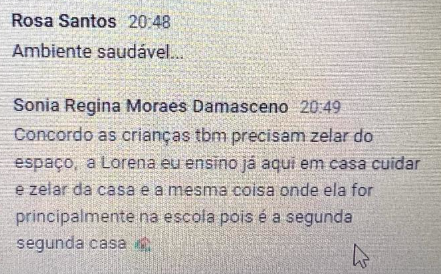 Rosa Santos 20:48
Ambiente saudável...
Sonia Regina Moraes Damasceno 20:49
Concordo as crianças tbm precisam zelar do
espaço, a Lorena eu ensino já aqui em casa cuidar
e zelar da casa e a mesma coisa onde ela for
principalmente na escola pois é a segunda
segunda casa 🏠